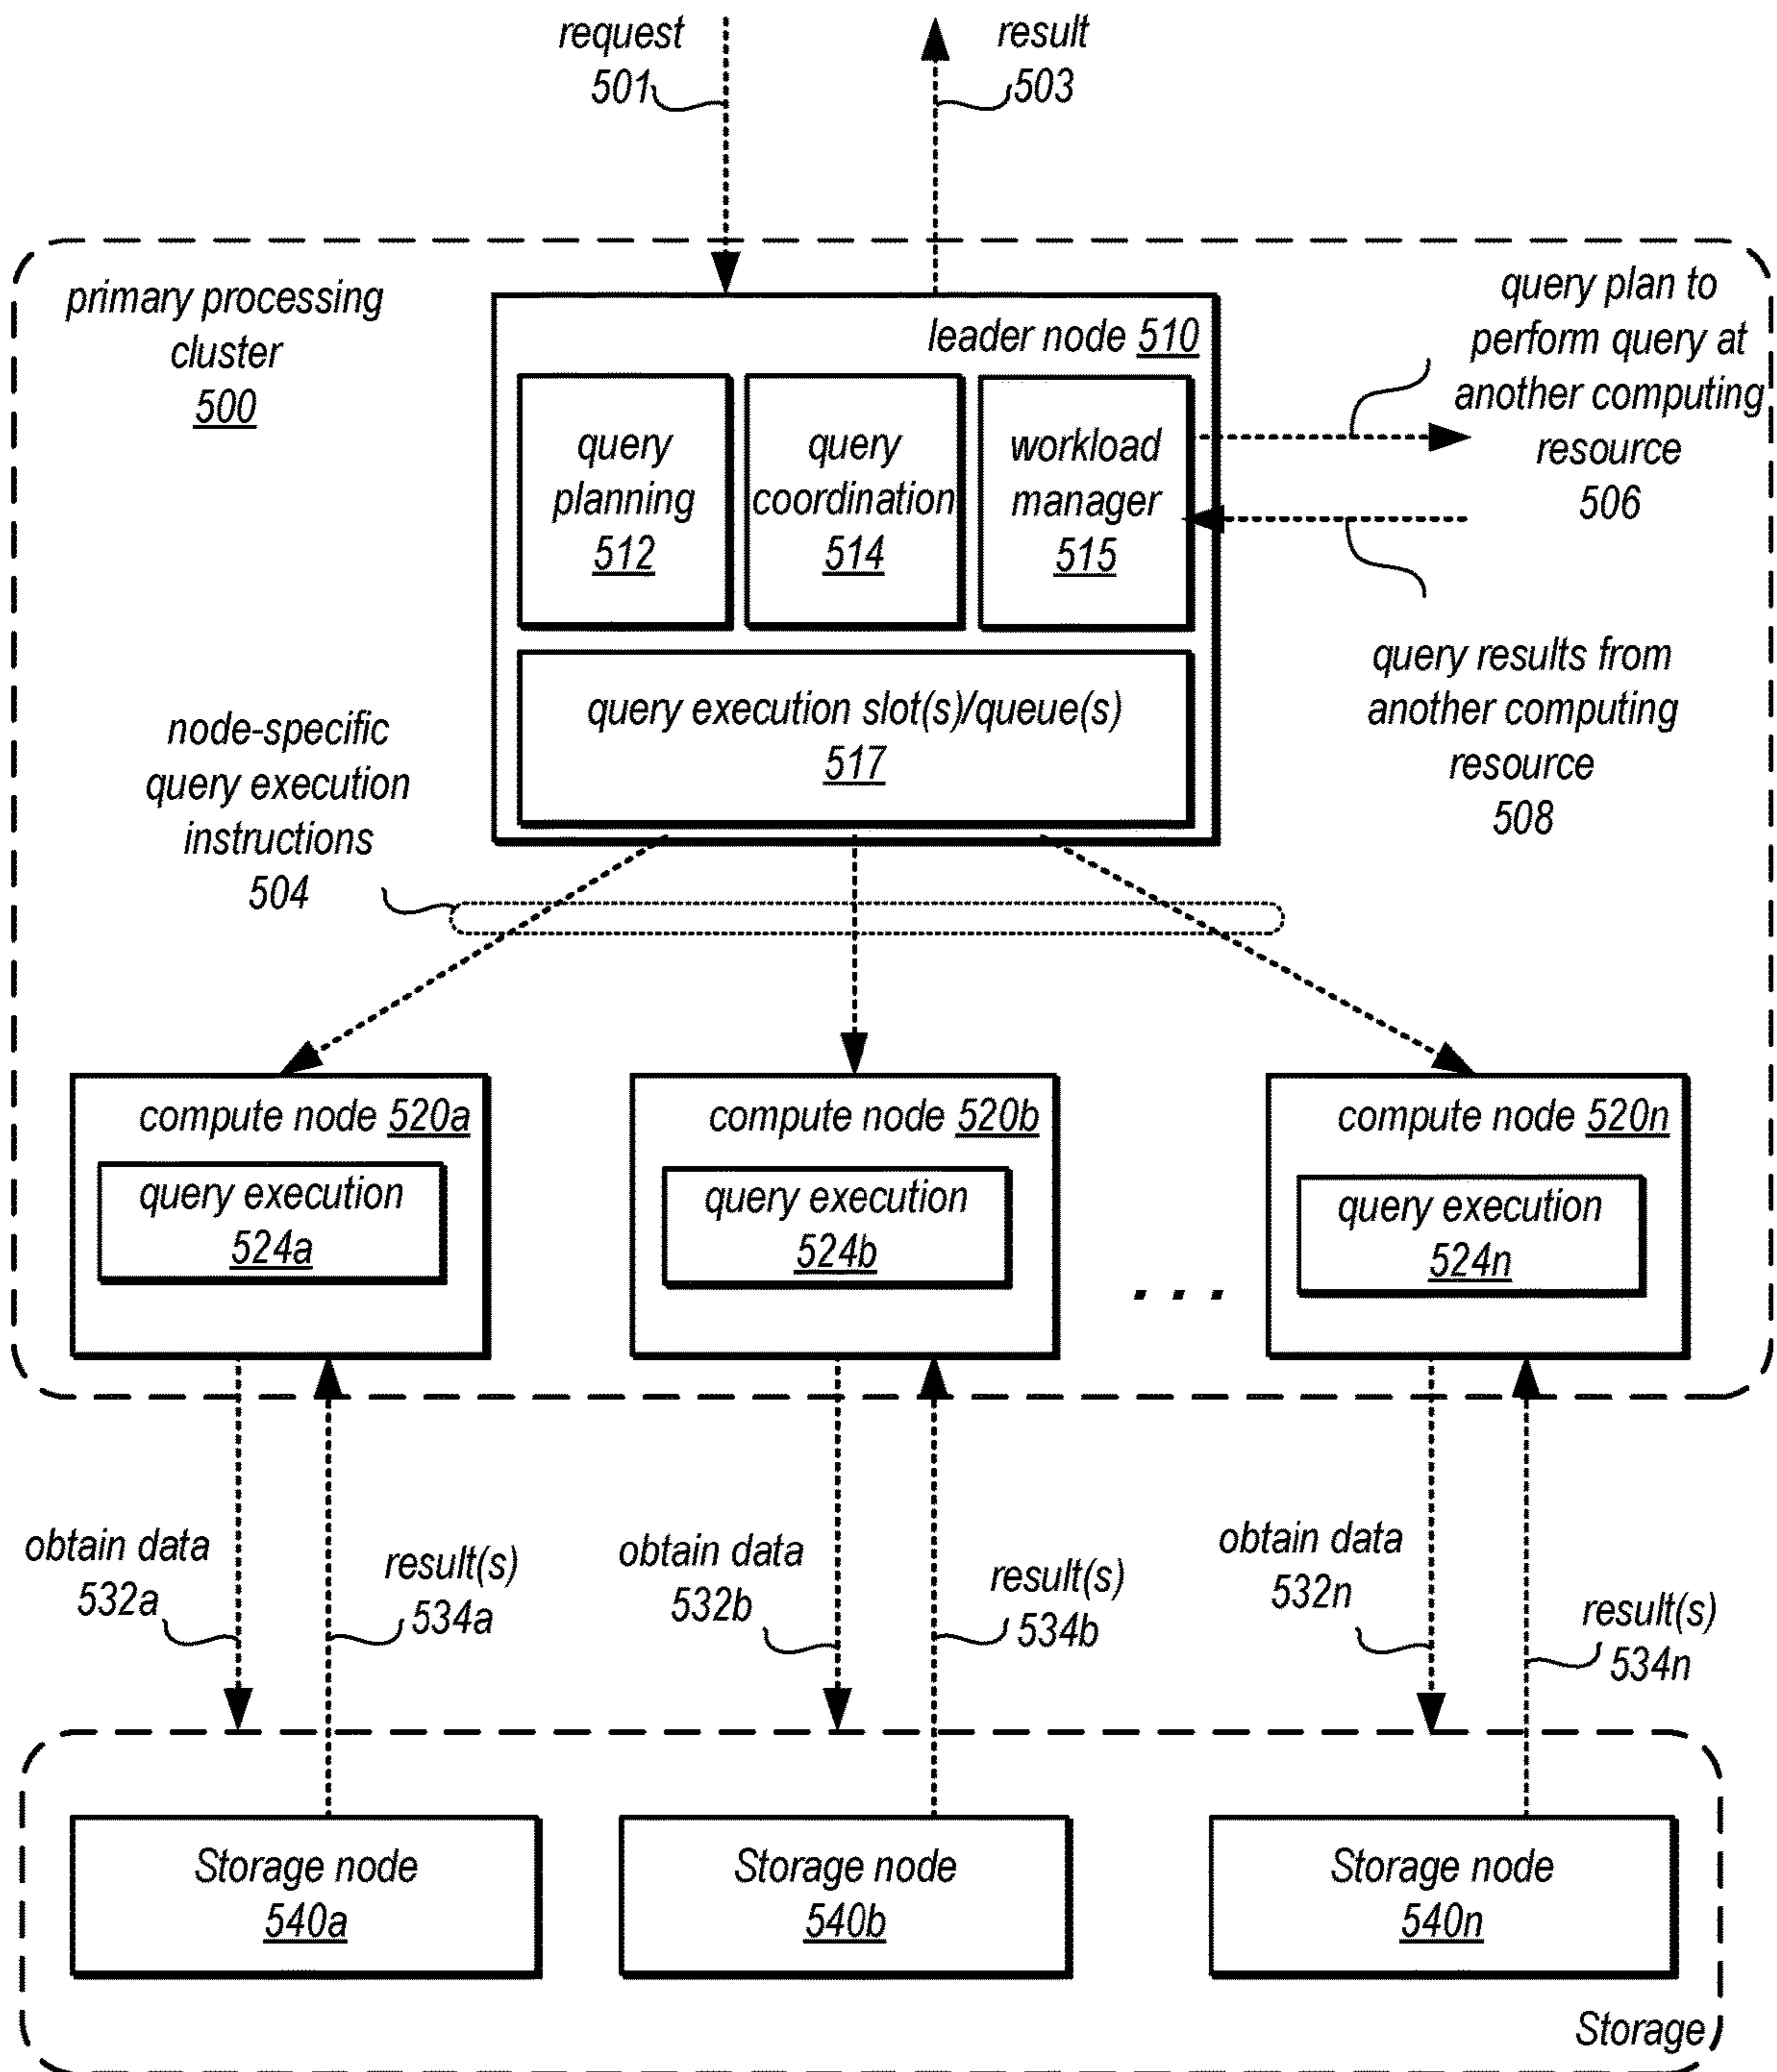 request
501
result
503
primary processing
cluster
500
leader node 510
query
planning
512
query
coordination
514
workload
manager
515
query execution slot(s)/queue(s)
517
query plan to
perform query at
another computing
resource
506
query results from
another computing
resource
508
node-specific
query execution
instructions
504
compute node 520a
query execution
524a
compute node 520b
query execution
524b
. . .
compute node 520n
query execution
524n
obtain data
532a
result(s)
534a
obtain data
532b
result(s)
534b
obtain data
532n
result(s)
534n
Storage node
540a
Storage node
540b
Storage node
540n
Storage